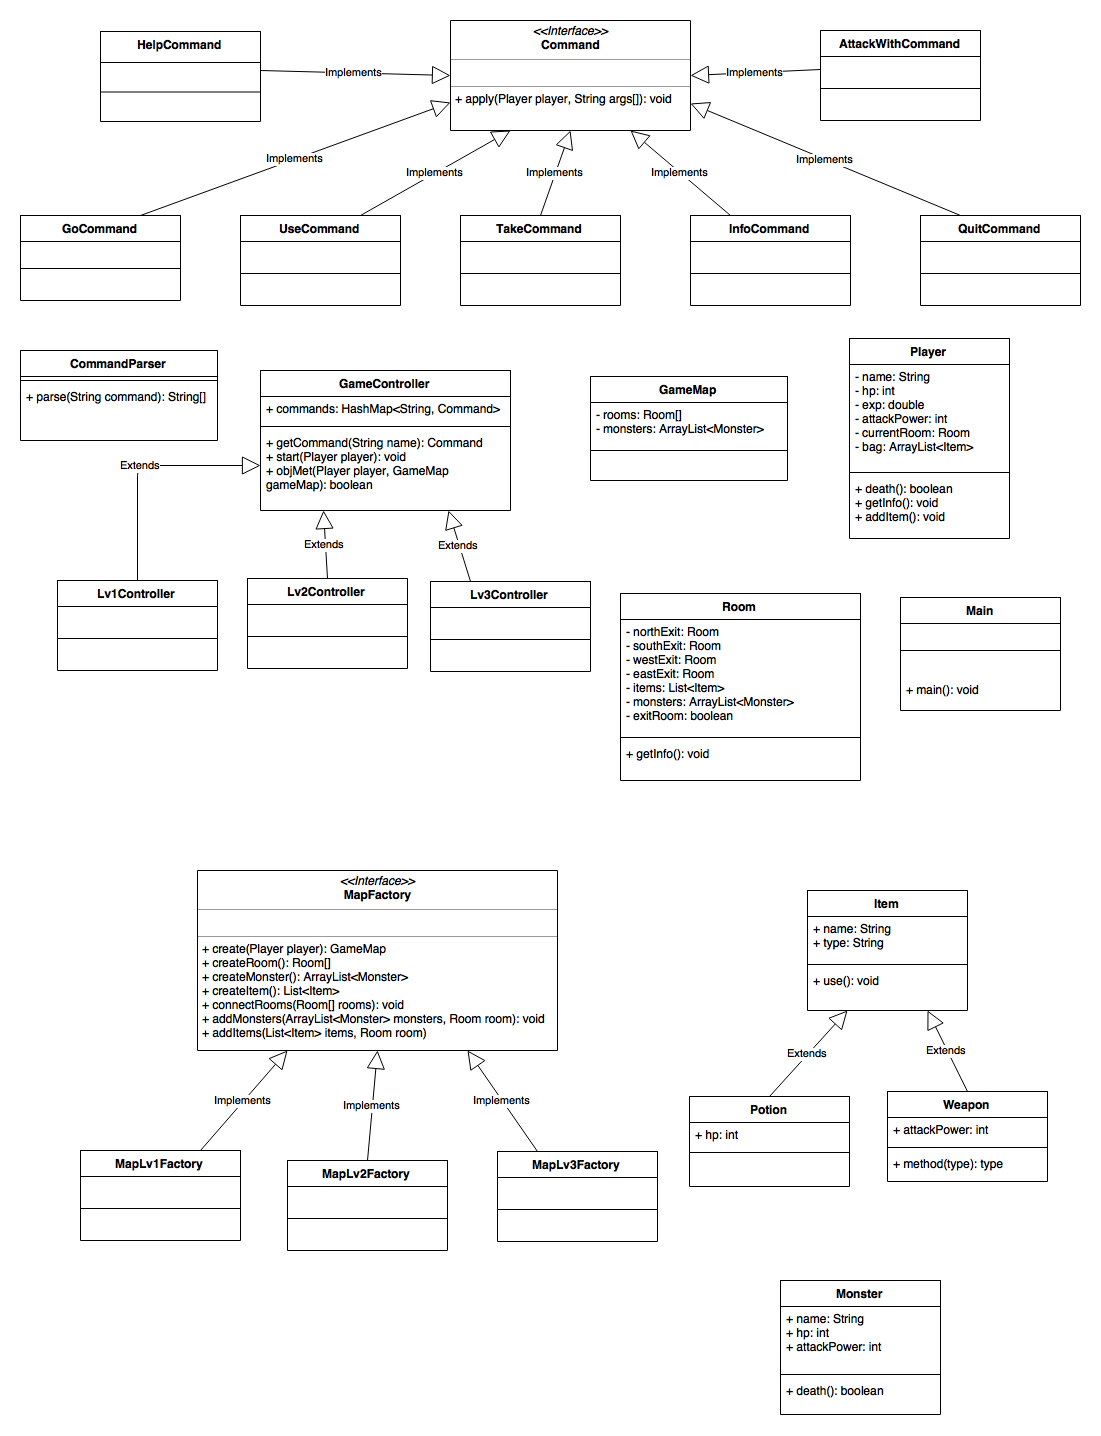 HelpCommand
<<Interface>>
Command
+ apply(Player player, String args[]): void
AttackWithCommand
Implements
Implements
Implements
Implements
Implements
Implements
Implements
GoCommand
UseCommand
TakeCommand
InfoCommand
QuitCommand
CommandParser
+ parse(String command): String[]
GameController
+ commands: HashMap<String, Command>
+ getCommand(String name): Command
+ start(Player player): void
+ objMet(Player player, GameMap
gameMap): boolean
GameMap
- rooms: Room[]
- monsters: ArrayList<Monster>
Player
- name: String
- hp: int
- exp: double
- attackPower: int
- currentRoom: Room
- bag: ArrayList<Item>
+ death(): boolean
+ getInfo(): void
+ addItem(): void
Extends
Extends
Extends
Lv1Controller
Lv2Controller
Lv3Controller
Room
- northExit: Room
- southExit: Room
- westExit: Room
- eastExit: Room
- items: List<Item>
- monsters: ArrayList<Monster>
- exitRoom: boolean
+ getInfo(): void
Main
+ main(): void
<<Interface>>
MapFactory
+ create(Player player): GameMap
+ createRoom(): Room[]
+ createMonster(): ArrayList<Monster>
+ createItem(): List<Item>
+ connectRooms(Room[] rooms): void
+ addMonsters(ArrayList<Monster> monsters, Room room): void
+ addItems(List<Item> items, Room room)
Implements
Implements
Implements
MapLv1Factory
MapLv2Factory
MapLv3Factory
Item
+ name: String
+ type: String
+ use(): void
Extends
Extends
Potion
+ hp: int
Weapon
+ attackPower: int
+ method(type): type
Monster
+ name: String
+ hp: int
+ attackPower: int
+ death(): boolean